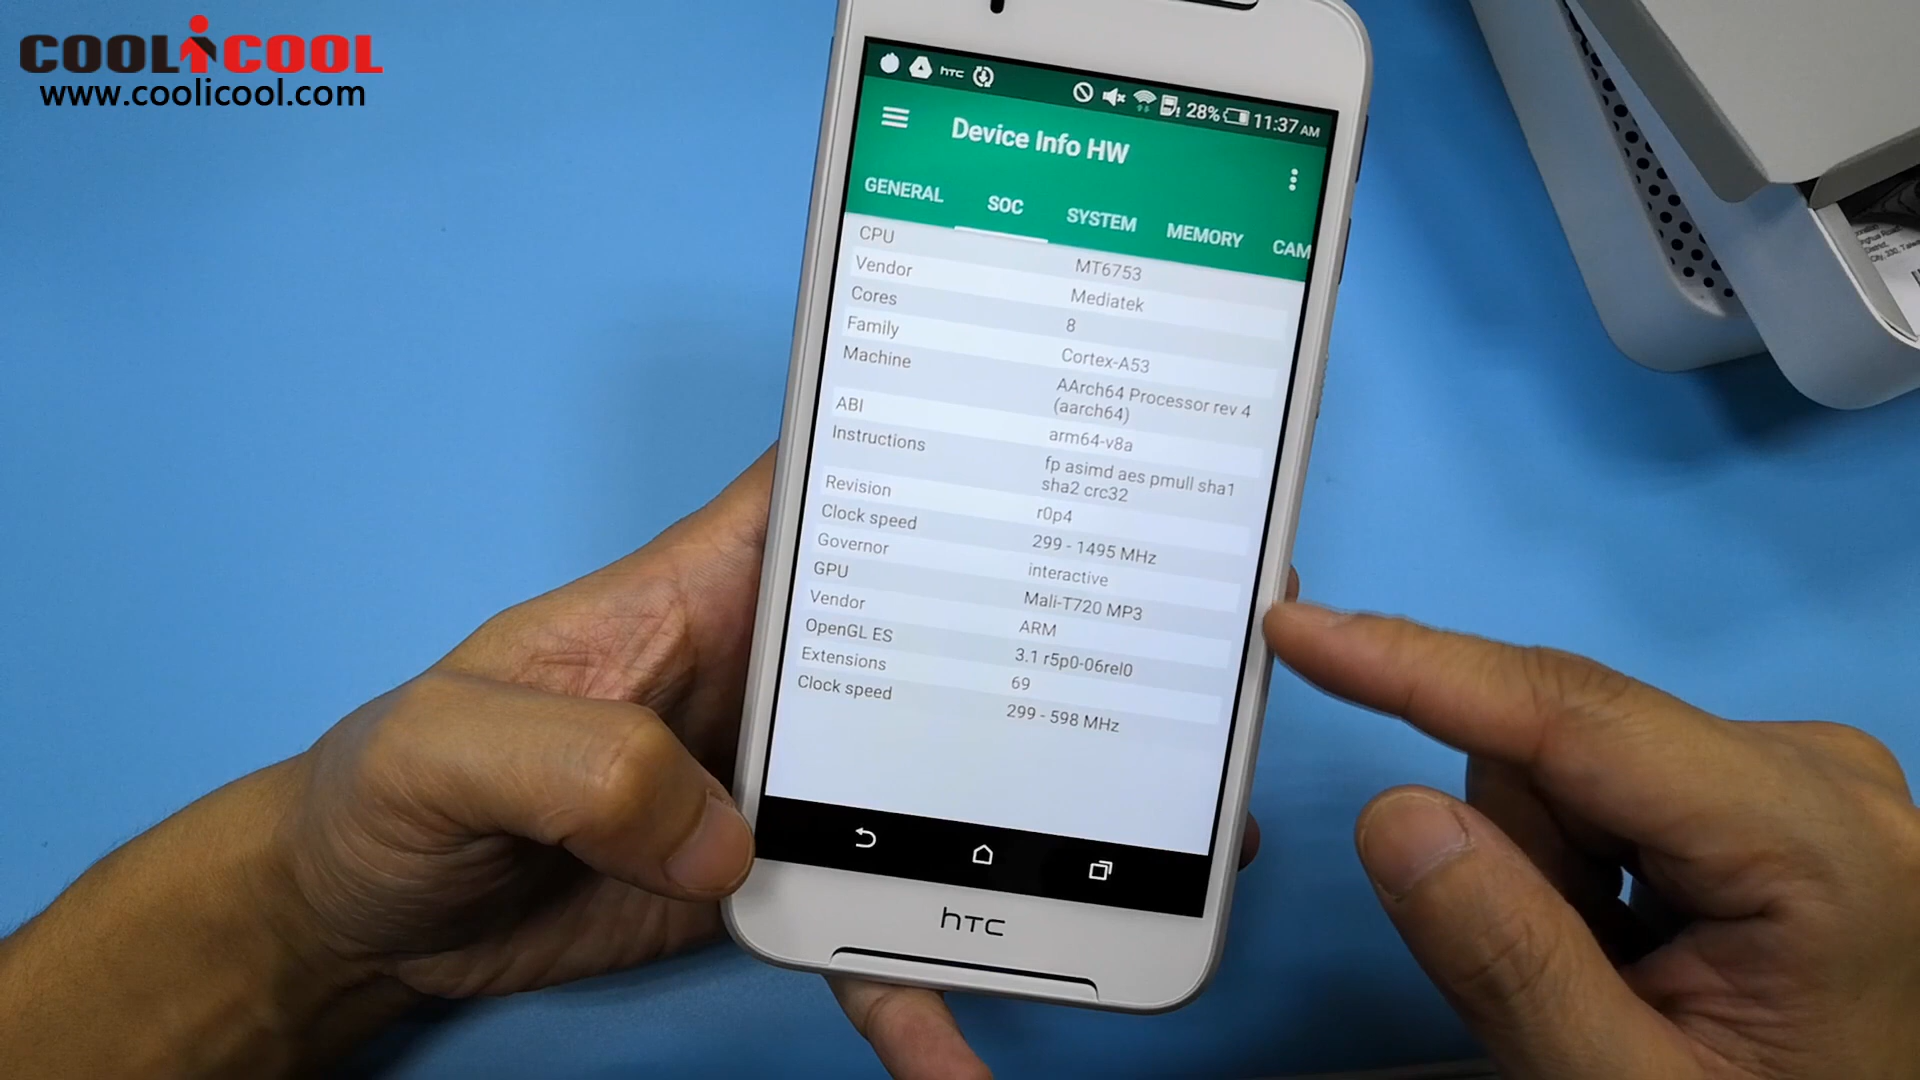 COOLiCOOL
www.coolicool.com
hTC
28% 11:37 AM
Device Info HW
GENERAL SOC SYSTEM MEMORY CAM
CPU MT6753
Vendor Mediatek
Cores 8
Family Cortex-A53
Machine AArch64 Processor rev 4
(aarch64)
ABI arm64-v8a
Instructions fp asimd aes pmull sha1
sha2 crc32
Revision r0p4
Clock speed 299 - 1495 MHz
Governor interactive
GPU Mali-T720 MP3
Vendor ARM
OpenGL ES 3.1 r5p0-06rel0
Extensions 69
Clock speed 299 - 598 MHz
hTC